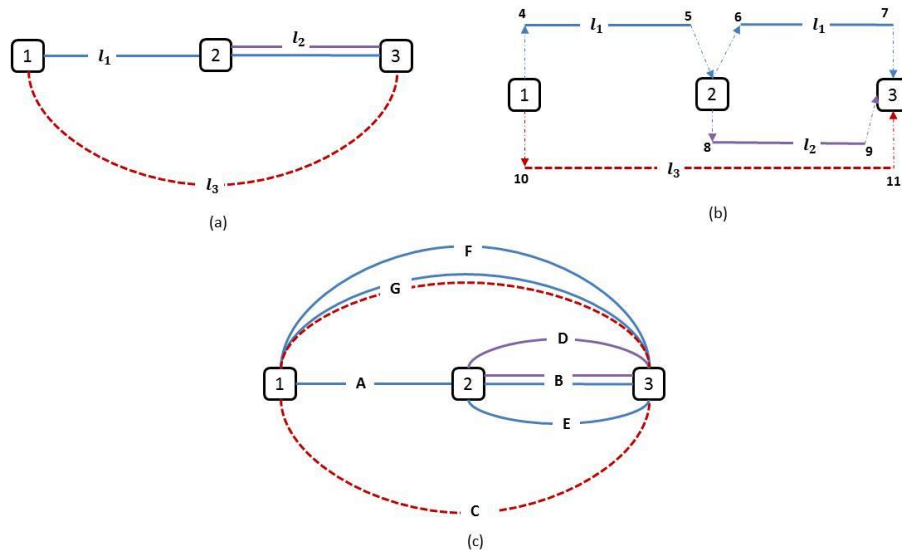 1 l₁ 2 l₂ 3
l₃
(a)
4 l₁ 5 6 l₁ 7
1 2 3
8 l₂ 9
10 l₃ 11
(b)
F
G
D
1 A 2 B 3
E
C
(c)